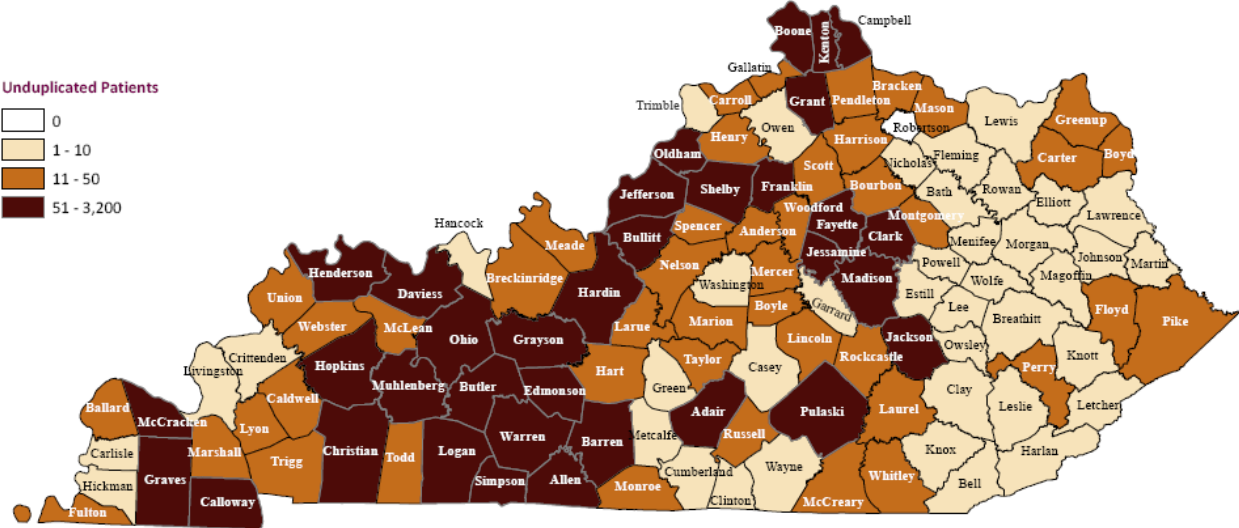 Unduplicated Patients
0
1 - 10
11 - 50
51 - 3,200
Campbell
Boone
Kenton
Gallatin
Trimble
Carroll
Grant
Pendleton
Bracken
Mason
Lewis
Greenup
Henry
Owen
Harrison
Robertson
Fleming
Carter
Boyd
Oldham
Scott
Nicholas
Rowan
Elliott
Lawrence
Jefferson
Shelby
Franklin
Bourbon
Bath
Woodford
Fayette
Montgomery
Hancock
Meade
Bullitt
Spencer
Anderson
Clark
Menifee
Morgan
Johnson
Martin
Henderson
Daviess
Breckinridge
Hardin
Nelson
Washington
Mercer
Jessamine
Madison
Powell
Wolfe
Magoffin
Union
Webster
McLean
Ohio
Grayson
Larue
Marion
Boyle
Garrard
Estill
Lee
Breathitt
Floyd
Pike
Crittenden
Livingston
Hopkins
Muhlenberg
Butler
Edmonson
Hart
Green
Taylor
Casey
Lincoln
Rockcastle
Jackson
Owsley
Perry
Knott
Ballard
McCracken
Lyon
Caldwell
Adair
Pulaski
Laurel
Clay
Leslie
Letcher
Carlisle
Marshall
Trigg
Christian
Todd
Logan
Warren
Barren
Metcalfe
Russell
Knox
Harlan
Hickman
Graves
Calloway
Simpson
Allen
Monroe
Cumberland
Clinton
Wayne
McCreary
Whitley
Bell
Fulton